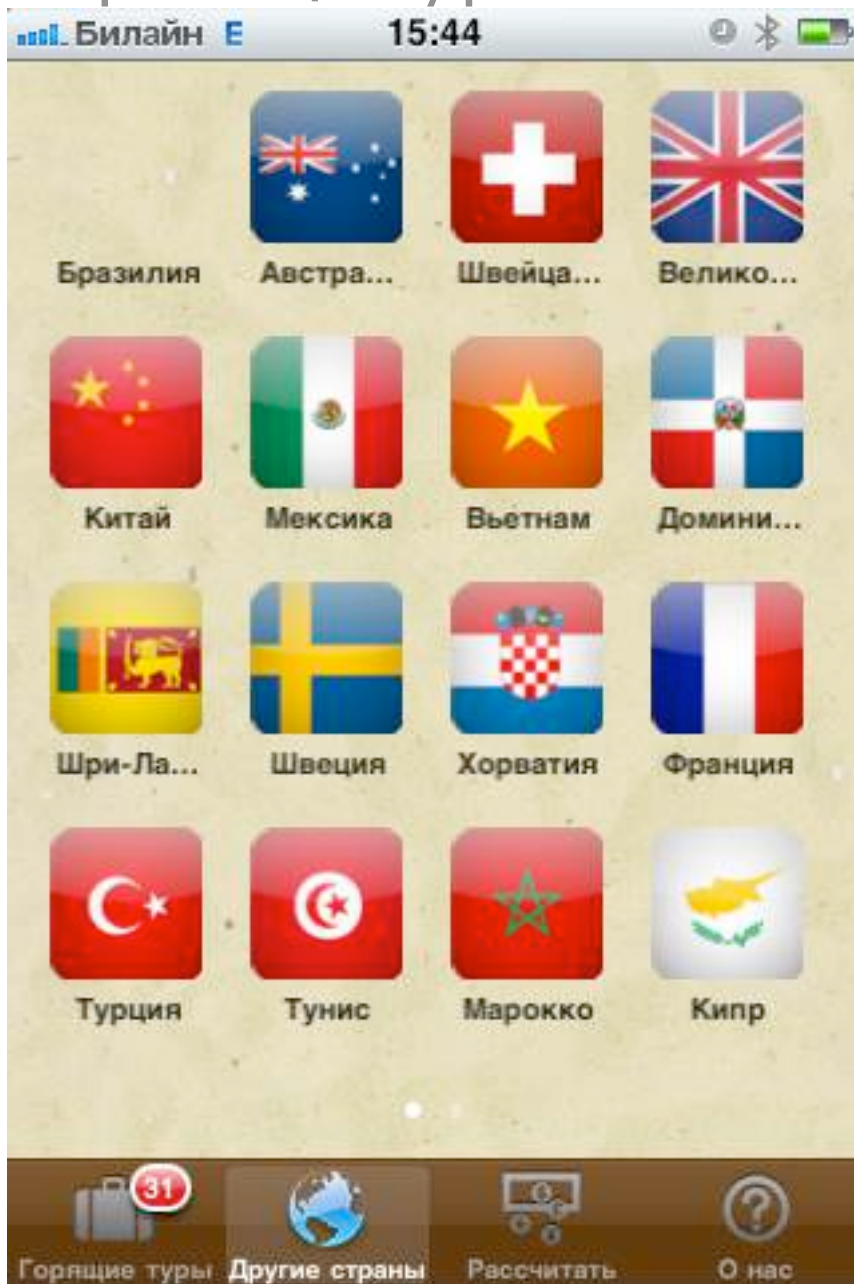 Билайн E 15:44
Бразилия Австра... Швейца... Велико...
Китай Мексика Вьетнам Домини...
Шри-Ла... Швеция Хорватия Франция
Турция Тунис Марокко Кипр
31
Горящие туры Другие страны Рассчитать О нас